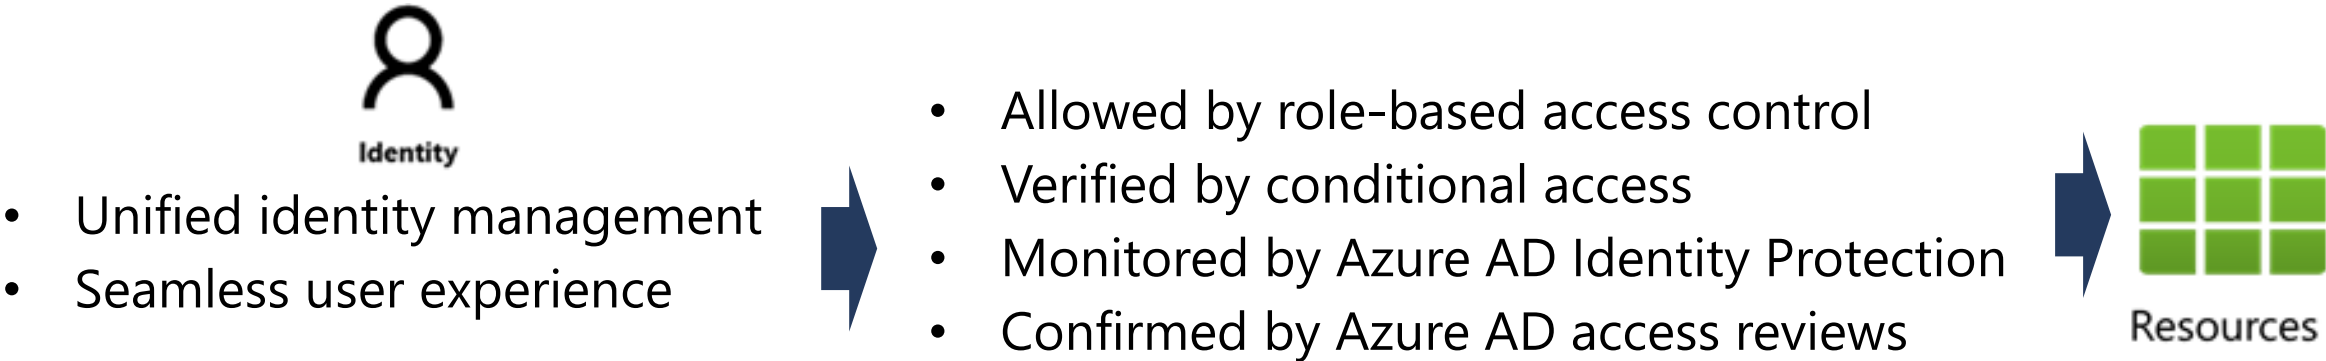 Identity
• Unified identity management
• Seamless user experience
• Allowed by role-based access control
• Verified by conditional access
• Monitored by Azure AD Identity Protection
• Confirmed by Azure AD access reviews
Resources